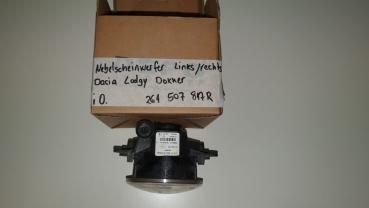 Nebelscheinwerfer Links/rechts
Dacia Lodgy Dokker
i.O. 261 507 817R